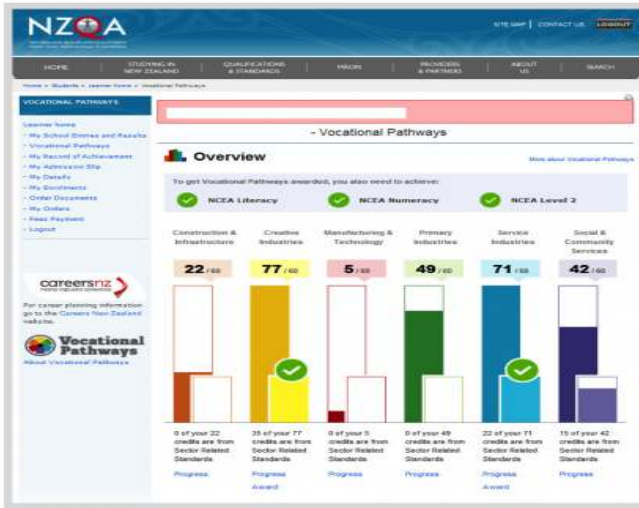 NZQA
SITE MAP | CONTACT US LOGOUT
HOME
STUDYING IN NEW ZEALAND
QUALIFICATIONS & STANDARDS
MĀORI
PROVIDERS & PARTNERS
ABOUT US
SEARCH
Home > Students > Learner home > Vocational Pathways
VOCATIONAL PATHWAYS
Learner home
- My School Entries and Results
- Vocational Pathways
- My Record of Achievement
- My Admission Slip
- My Details
- My Enrolments
- Order Documents
- My Orders
- Fees Payment
- Logout
careersnz
For career planning information
go to the Careers New Zealand
website.
Vocational
Pathways
About Vocational Pathways
- Vocational Pathways
Overview
More about Vocational Pathways
To get Vocational Pathways awarded, you also need to achieve:
NCEA Literacy
NCEA Numeracy
NCEA Level 2
Construction &
Infrastructure
22 / 60
0 of your 22
credits are from
Sector Related
Standards
Progress
Creative
Industries
77 / 60
35 of your 77
credits are from
Sector Related
Standards
Progress
Award
Manufacturing &
Technology
5 / 60
0 of your 5
credits are from
Sector Related
Standards
Progress
Primary
Industries
49 / 60
0 of your 49
credits are from
Sector Related
Standards
Progress
Service
Industries
71 / 60
22 of your 71
credits are from
Sector Related
Standards
Progress
Award
Social &
Community
Services
42 / 60
15 of your 42
credits are from
Sector Related
Standards
Progress